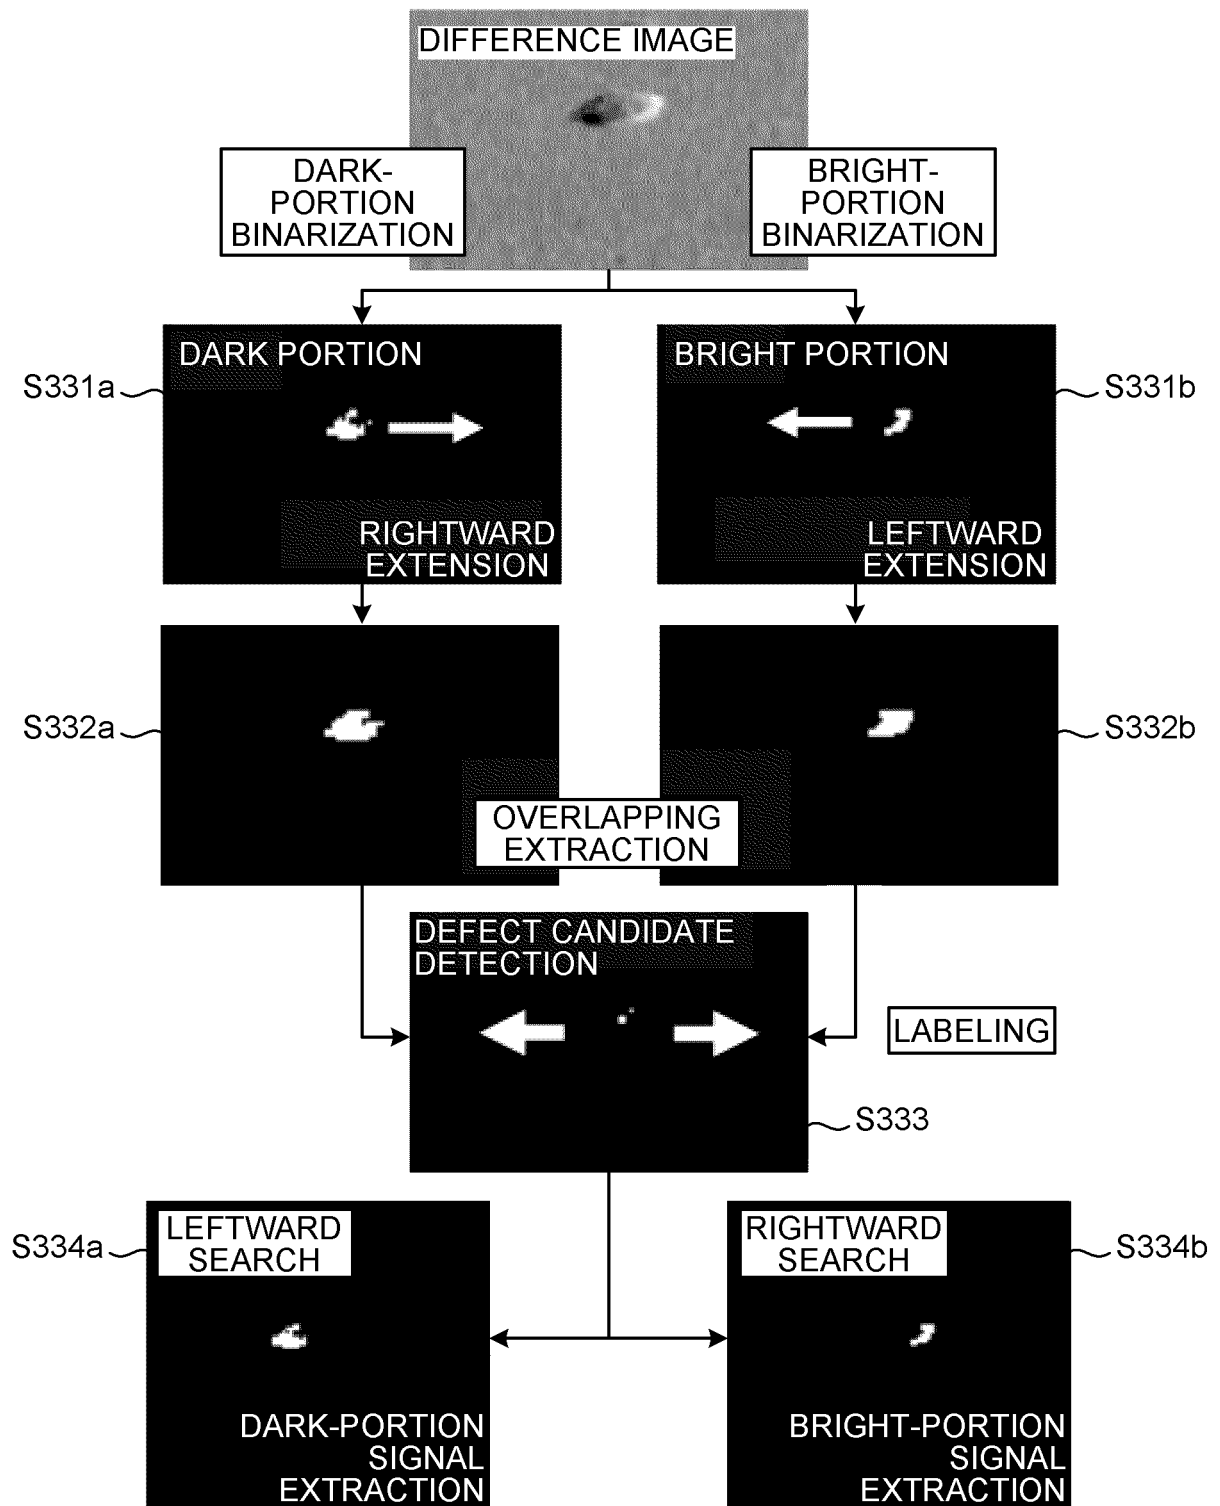 DIFFERENCE IMAGE
DARK-
PORTION
BINARIZATION
BRIGHT-
PORTION
BINARIZATION
DARK PORTION
S331a
RIGHTWARD
EXTENSION
BRIGHT PORTION
S331b
LEFTWARD
EXTENSION
S332a
S332b
OVERLAPPING
EXTRACTION
DEFECT CANDIDATE
DETECTION
LABELING
S333
S334a
LEFTWARD
SEARCH
DARK-PORTION
SIGNAL
EXTRACTION
RIGHTWARD
SEARCH
S334b
BRIGHT-PORTION
SIGNAL
EXTRACTION